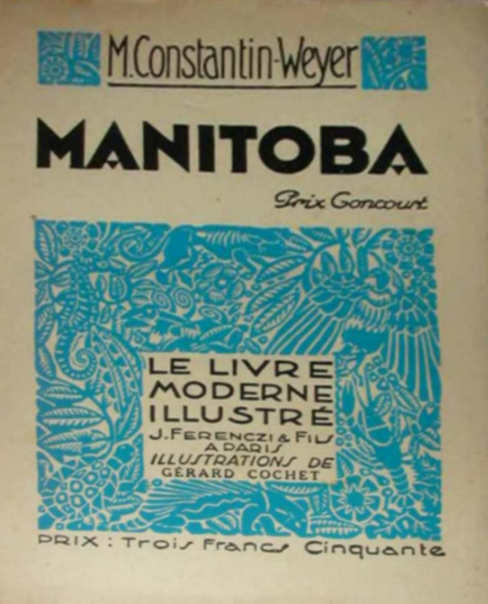 M. Constantin-Weyer
MANITOBA
Prix Goncourt
LE LIVRE
MODERNE
ILLUSTRÉ
J. FERENCZI & FILS
A PARIS
ILLUSTRATIONS DE
GÉRARD COCHET
PRIX : Trois Francs Cinquante